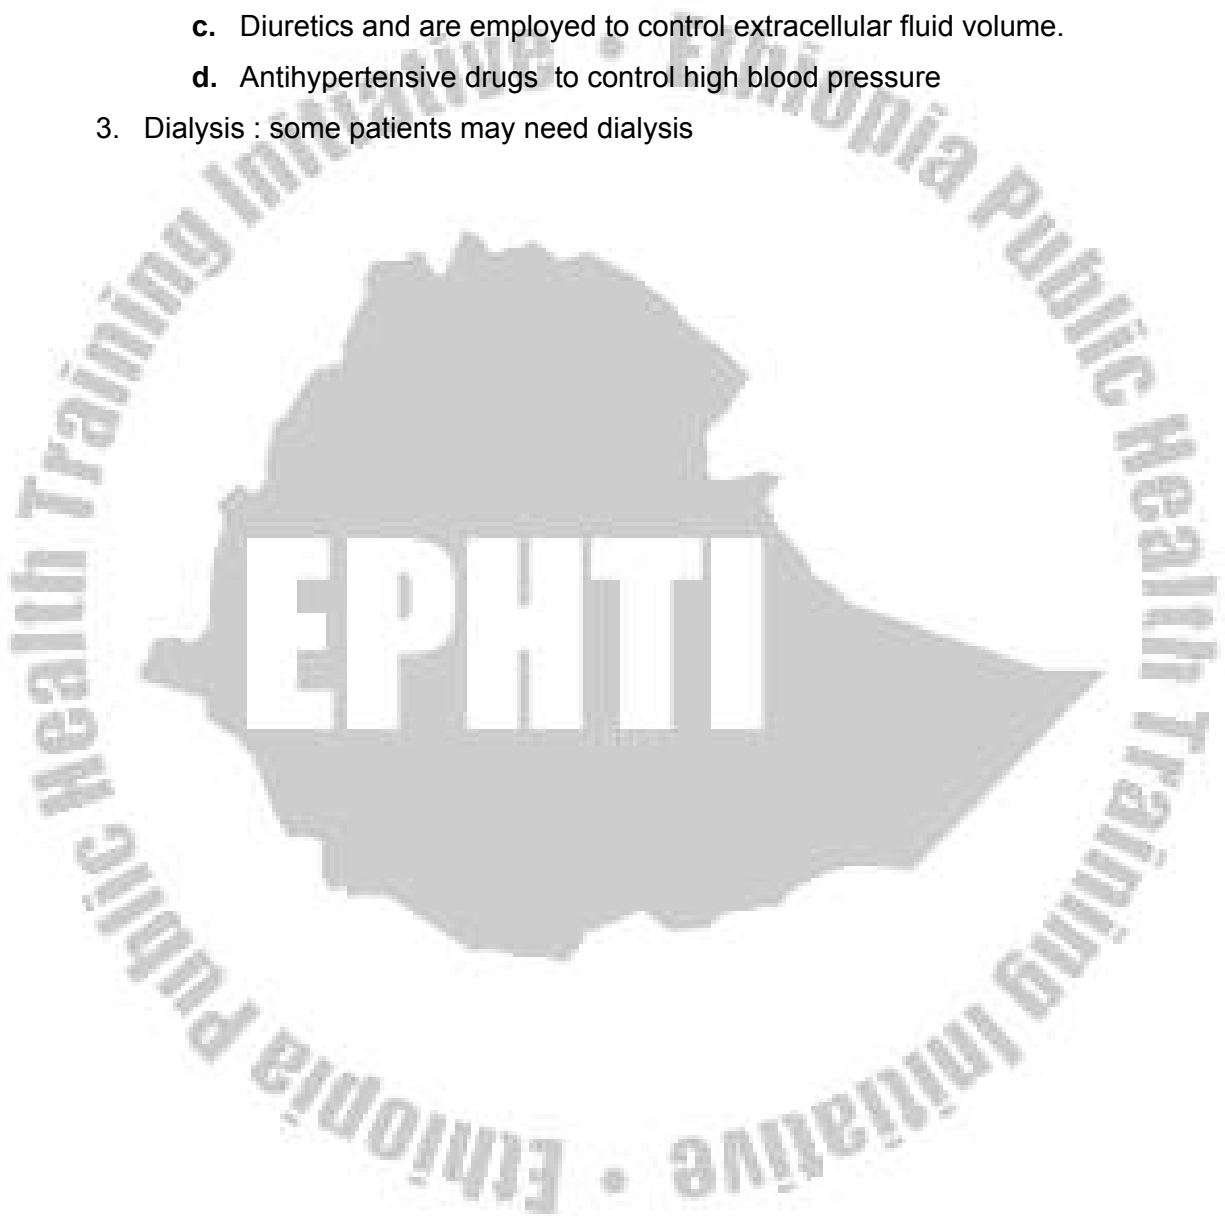 c. Diuretics and are employed to control extracellular fluid volume.
d. Antihypertensive drugs to control high blood pressure
3. Dialysis : some patients may need dialysis
Ethiopia Public Health Training Initiative • Ethiopia Public Health Training Initiative •
EPHTI